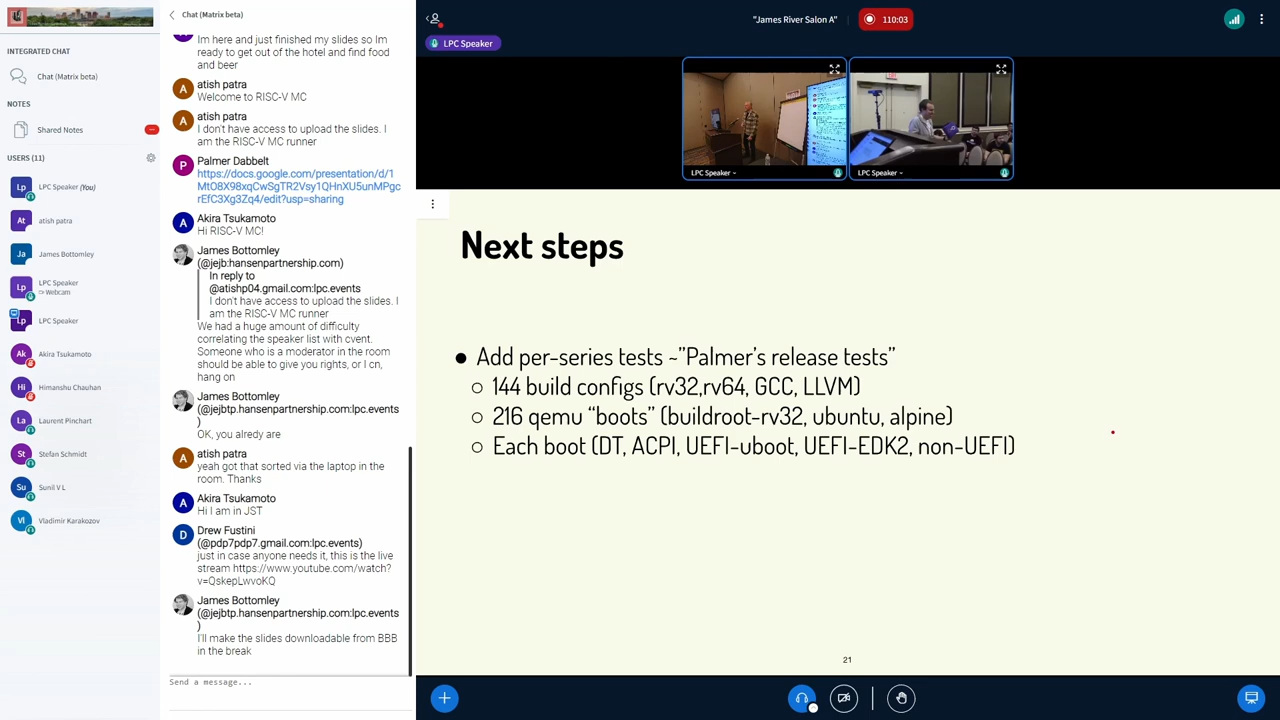 Chat (Matrix beta)
"James River Salon A"
110:03
LPC Speaker
INTEGRATED CHAT
Chat (Matrix beta)
NOTES
Shared Notes
USERS (11)
Lp
LPC Speaker (You)
At
atish patra
Ja
James Bottomley
Lp
LPC Speaker
Webcam
Lp
LPC Speaker
Ak
Akira Tsukamoto
Hi
Himanshu Chauhan
La
Laurent Pinchart
St
Stefan Schmidt
Su
Sunil V L
Vl
Vladimir Karakozov
Im here and just finished my slides so Im
ready to get out of the hotel and find food
and beer
A
atish patra
Welcome to RISC-V MC
A
atish patra
I don't have access to upload the slides. I
am the RISC-V MC runner
P
Palmer Dabbelt
https://docs.google.com/presentation/d/1
MtO8X98xqCwSgTR2Vsy1QHnXU5unMPgc
rEfC3Xg3Zq4/edit?usp=sharing
A
Akira Tsukamoto
Hi RISC-V MC!
James Bottomley
(@jejb:hansenpartnership.com)
In reply to
@atishp04.gmail.com:lpc.events
I don't have access to upload the slides. I
am the RISC-V MC runner
We had a huge amount of difficulty
correlating the speaker list with cvent.
Someone who is a moderator in the room
should be able to give you rights, or I cn,
hang on
James Bottomley
(@jejbtp.hansenpartnership.com:lpc.events
)
OK, you alredy are
A
atish patra
yeah got that sorted via the laptop in the
room. Thanks
A
Akira Tsukamoto
Hi I am in JST
D
Drew Fustini
(@pdp7pdp7.gmail.com:lpc.events)
just in case anyone needs it, this is the live
stream https://www.youtube.com/watch?
v=QskepLwvoKQ
James Bottomley
(@jejbtp.hansenpartnership.com:lpc.events
)
I'll make the slides downloadable from BBB
in the break
Send a message...
LPC Speaker
LPC Speaker
Next steps
● Add per-series tests ~"Palmer's release tests"
○ 144 build configs (rv32,rv64, GCC, LLVM)
○ 216 qemu "boots" (buildroot-rv32, ubuntu, alpine)
○ Each boot (DT, ACPI, UEFI-uboot, UEFI-EDK2, non-UEFI)
21